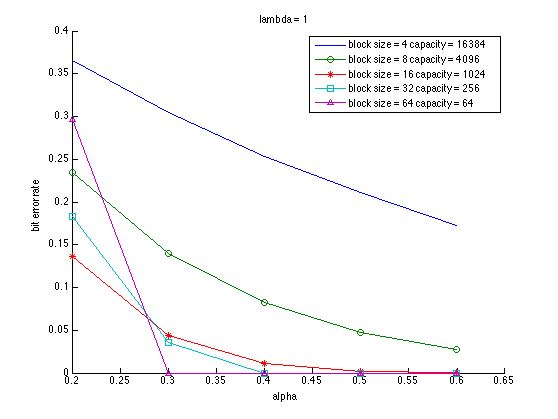 lambda = 1
block size = 4 capacity = 16384
block size = 8 capacity = 4096
block size = 16 capacity = 1024
block size = 32 capacity = 256
block size = 64 capacity = 64
0.4
0.35
0.3
0.25
0.2
0.15
0.1
0.05
0
bit error rate
0.2
0.25
0.3
0.35
0.4
0.45
0.5
0.55
0.6
0.65
alpha